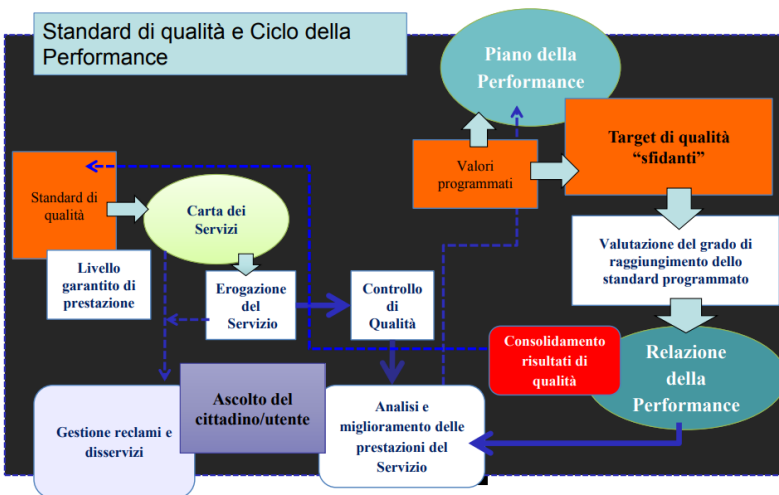 Standard di qualità e Ciclo della
Performance
Piano della
Performance
Target di qualità
“sfidanti”
Valori
programmati
Standard di
qualità
Carta dei
Servizi
Livello
garantito di
prestazione
Erogazione
del
Servizio
Controllo
di
Qualità
Valutazione del grado di
raggiungimento dello
standard programmato
Consolidamento
risultati di
qualità
Relazione
della
Performance
Gestione reclami e
disservizi
Ascolto del
cittadino/utente
Analisi e
miglioramento delle
prestazioni del
Servizio